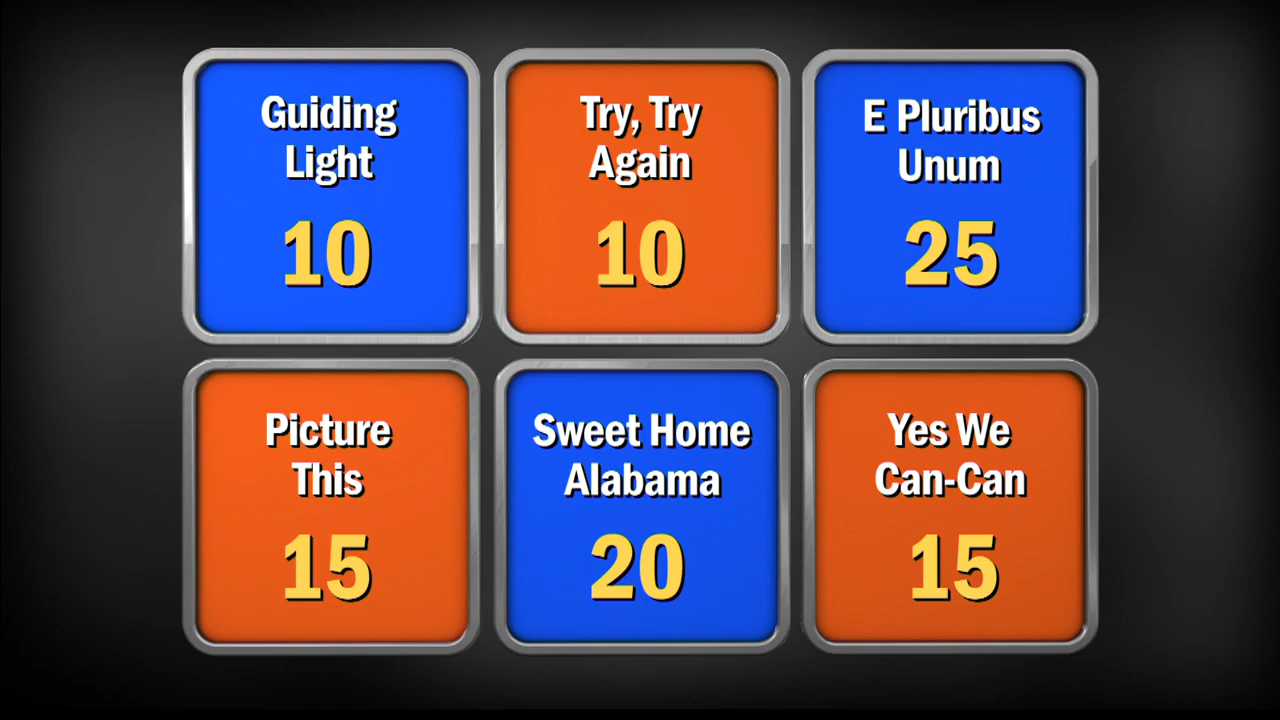 Guiding
Light
10
Try, Try
Again
10
E Pluribus
Unum
25
Picture
This
15
Sweet Home
Alabama
20
Yes We
Can-Can
15